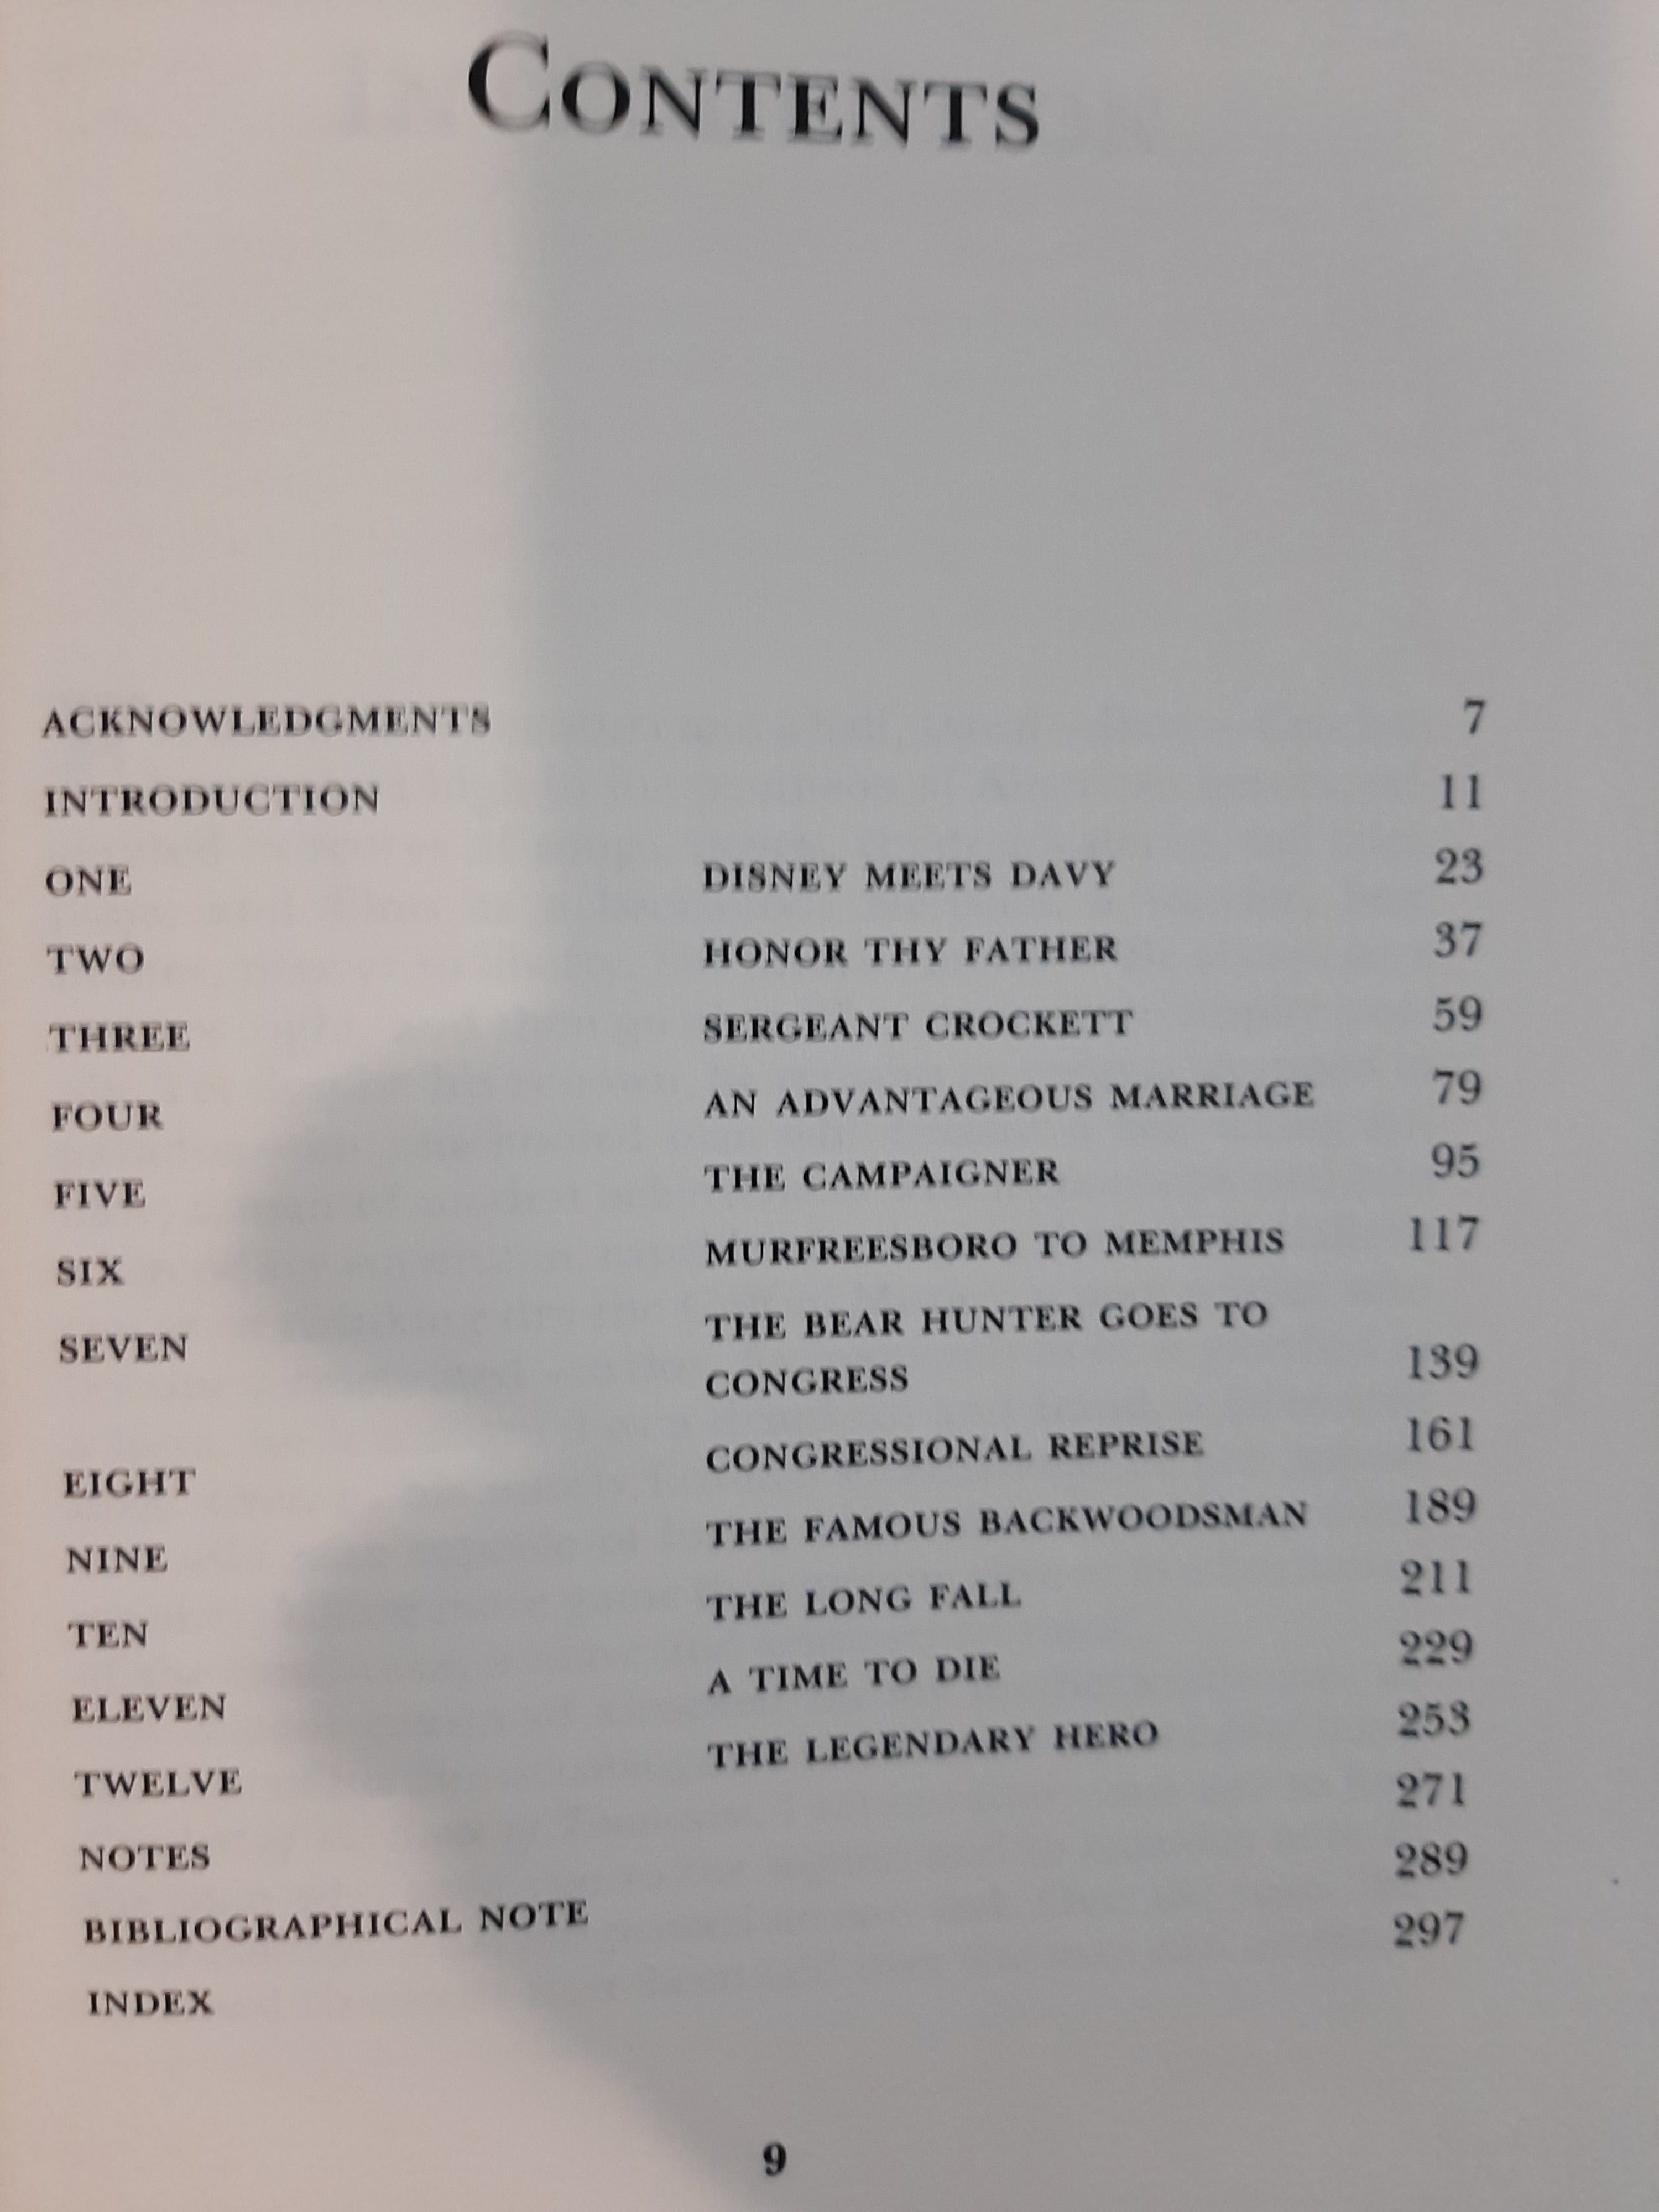 CONTENTS
ACKNOWLEDGMENTS 7
INTRODUCTION 11
ONE DISNEY MEETS DAVY 23
TWO HONOR THY FATHER 37
THREE SERGEANT CROCKETT 59
FOUR AN ADVANTAGEOUS MARRIAGE 79
FIVE THE CAMPAIGNER 95
SIX MURFREESBORO TO MEMPHIS 117
SEVEN THE BEAR HUNTER GOES TO
CONGRESS 139
EIGHT CONGRESSIONAL REPRISE 161
NINE THE FAMOUS BACKWOODSMAN 189
TEN THE LONG FALL 211
ELEVEN A TIME TO DIE 229
TWELVE THE LEGENDARY HERO 253
NOTES 271
BIBLIOGRAPHICAL NOTE 289
INDEX 297
9